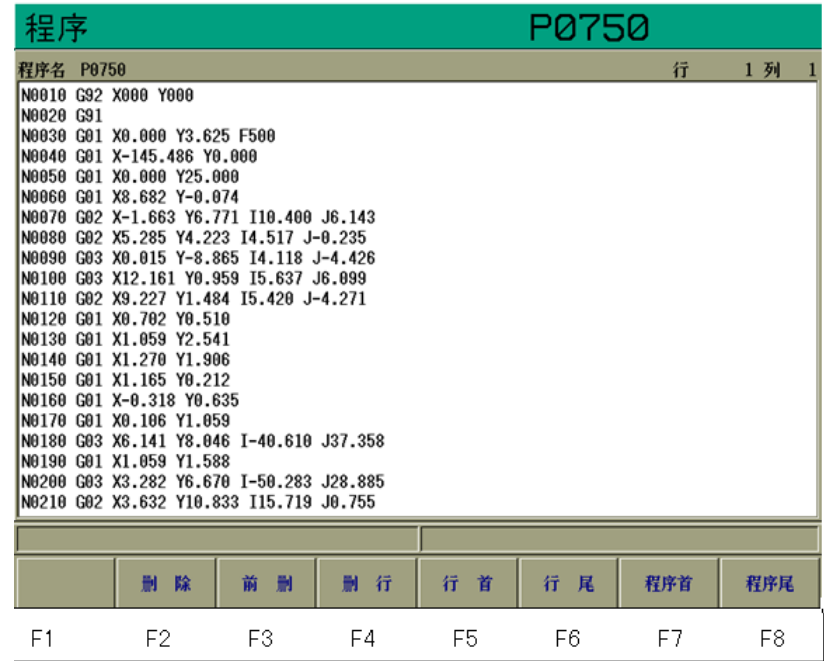 程序 P0750
程序名 P0750 行 1 列 1
N0010 G92 X000 Y000
N0020 G91
N0030 G01 X0.000 Y3.625 F500
N0040 G01 X-145.486 Y0.000
N0050 G01 X0.000 Y25.000
N0060 G01 X8.682 Y-0.074
N0070 G02 X-1.663 Y6.771 I10.400 J6.143
N0080 G02 X5.285 Y4.223 I4.517 J-0.235
N0090 G03 X0.015 Y-8.865 I4.118 J-4.426
N0100 G03 X12.161 Y0.959 I5.637 J6.099
N0110 G02 X9.227 Y1.484 I5.420 J-4.271
N0120 G01 X0.702 Y0.510
N0130 G01 X1.059 Y2.541
N0140 G01 X1.270 Y1.906
N0150 G01 X1.165 Y0.212
N0160 G01 X-0.318 Y0.635
N0170 G01 X0.106 Y1.059
N0180 G03 X6.141 Y8.046 I-40.610 J37.358
N0190 G01 X1.059 Y1.588
N0200 G03 X3.282 Y6.670 I-50.283 J28.885
N0210 G02 X3.632 Y10.833 I15.719 J0.755
删 除 前 删 删 行 行 首 行 尾 程序首 程序尾
F1 F2 F3 F4 F5 F6 F7 F8